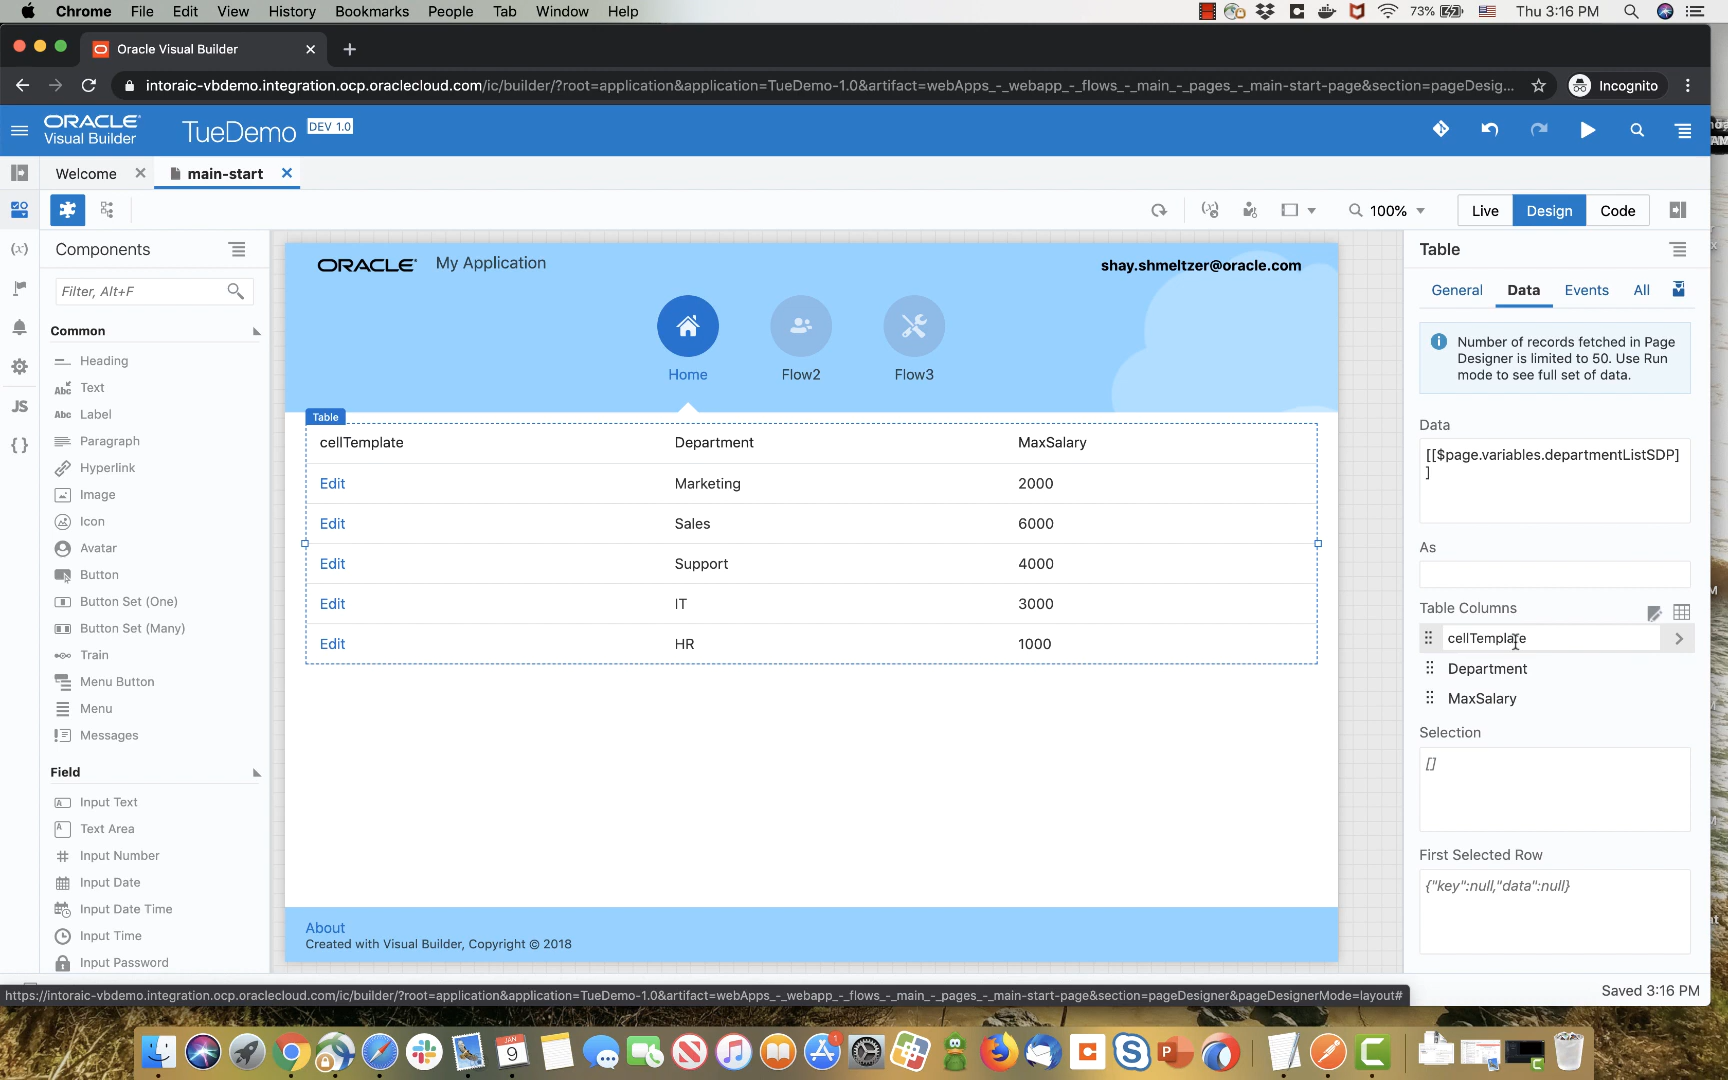 Chrome File Edit View History Bookmarks People Tab Window Help 73% Thu 3:16 PM
Oracle Visual Builder
intoraic-vbdemo.integration.ocp.oraclecloud.com/ic/builder/?root=application&application=TueDemo-1.0&artifact=webApps_-_webapp_-_flows_-_main_-_pages_-_main-start-page&section=pageDesig... Incognito
ORACLE
Visual Builder
TueDemo DEV 1.0
Welcome main-start
100% Live Design Code
Components
Filter, Alt+F
Common
Heading
Abc Text
Abc Label
Paragraph
Hyperlink
Image
Icon
Avatar
Button
Button Set (One)
Button Set (Many)
Train
Menu Button
Menu
Messages
Field
Input Text
Text Area
Input Number
Input Date
Input Date Time
Input Time
Input Password
(x)
JS
{ }
ORACLE My Application shay.shmeltzer@oracle.com
Home Flow2 Flow3
Table
cellTemplate Department MaxSalary
Edit Marketing 2000
Edit Sales 6000
Edit Support 4000
Edit IT 3000
Edit HR 1000
About
Created with Visual Builder, Copyright © 2018
Table
General Data Events All
Number of records fetched in Page
Designer is limited to 50. Use Run
mode to see full set of data.
Data
[[$page.variables.departmentListSDP]
]
As
Table Columns
cellTemplate
Department
MaxSalary
Selection
[]
First Selected Row
{"key":null,"data":null}
https://intoraic-vbdemo.integration.ocp.oraclecloud.com/ic/builder/?root=application&application=TueDemo-1.0&artifact=webApps_-_webapp_-_flows_-_main_-_pages_-_main-start-page&section=pageDesigner&pageDesignerMode=layout#
Saved 3:16 PM
JAN
9
1